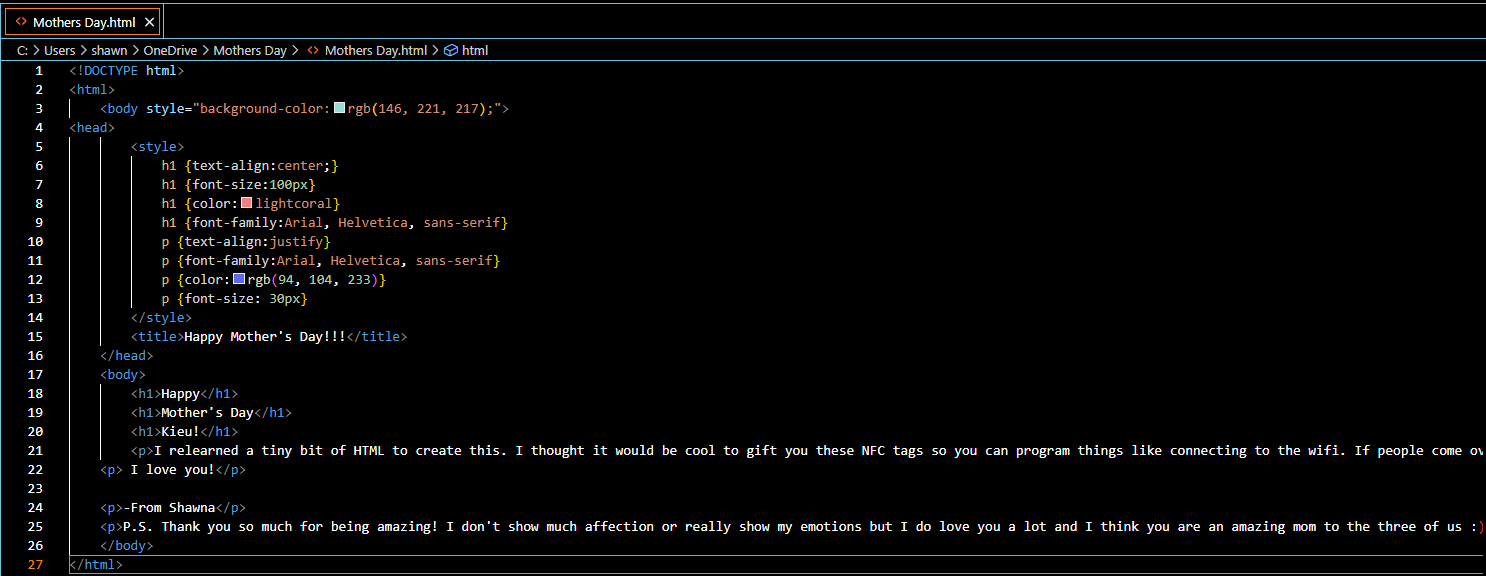 Mothers Day.html
C: > Users > shawn > OneDrive > Mothers Day > Mothers Day.html > html
1 <!DOCTYPE html>
2 <html>
3 <body style="background-color: rgb(146, 221, 217);">
4 <head>
5 <style>
6 h1 {text-align:center;}
7 h1 {font-size:100px}
8 h1 {color: lightcoral}
9 h1 {font-family:Arial, Helvetica, sans-serif}
10 p {text-align:justify}
11 p {font-family:Arial, Helvetica, sans-serif}
12 p {color: rgb(94, 104, 233)}
13 p {font-size: 30px}
14 </style>
15 <title>Happy Mother's Day!!!</title>
16 </head>
17 <body>
18 <h1>Happy</h1>
19 <h1>Mother's Day</h1>
20 <h1>Kieu!</h1>
21 <p>I relearned a tiny bit of HTML to create this. I thought it would be cool to gift you these NFC tags so you can program things like connecting to the wifi. If people come ov
22 <p> I love you!</p>
23
24 <p>-From Shawna</p>
25 <p>P.S. Thank you so much for being amazing! I don't show much affection or really show my emotions but I do love you a lot and I think you are an amazing mom to the three of us :)
26 </body>
27 </html>